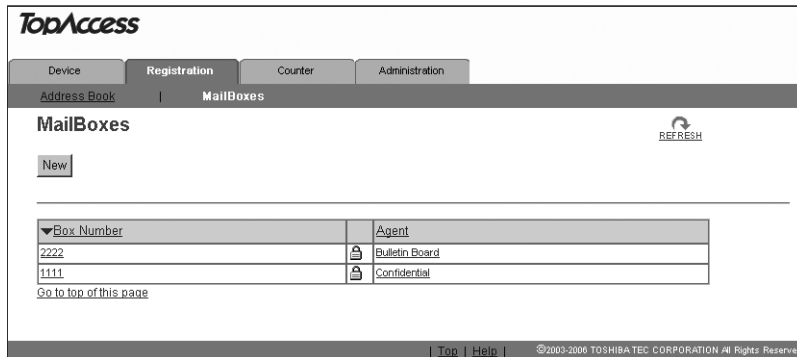 TopAccess
Device Registration Counter Administration
Address Book | MailBoxes
MailBoxes
REFRESH
New
Box Number Agent
2222 Bulletin Board
1111 Confidential
Go to top of this page
| Top | Help | ©2003-2006 TOSHIBA TEC CORPORATION All Rights Reserve